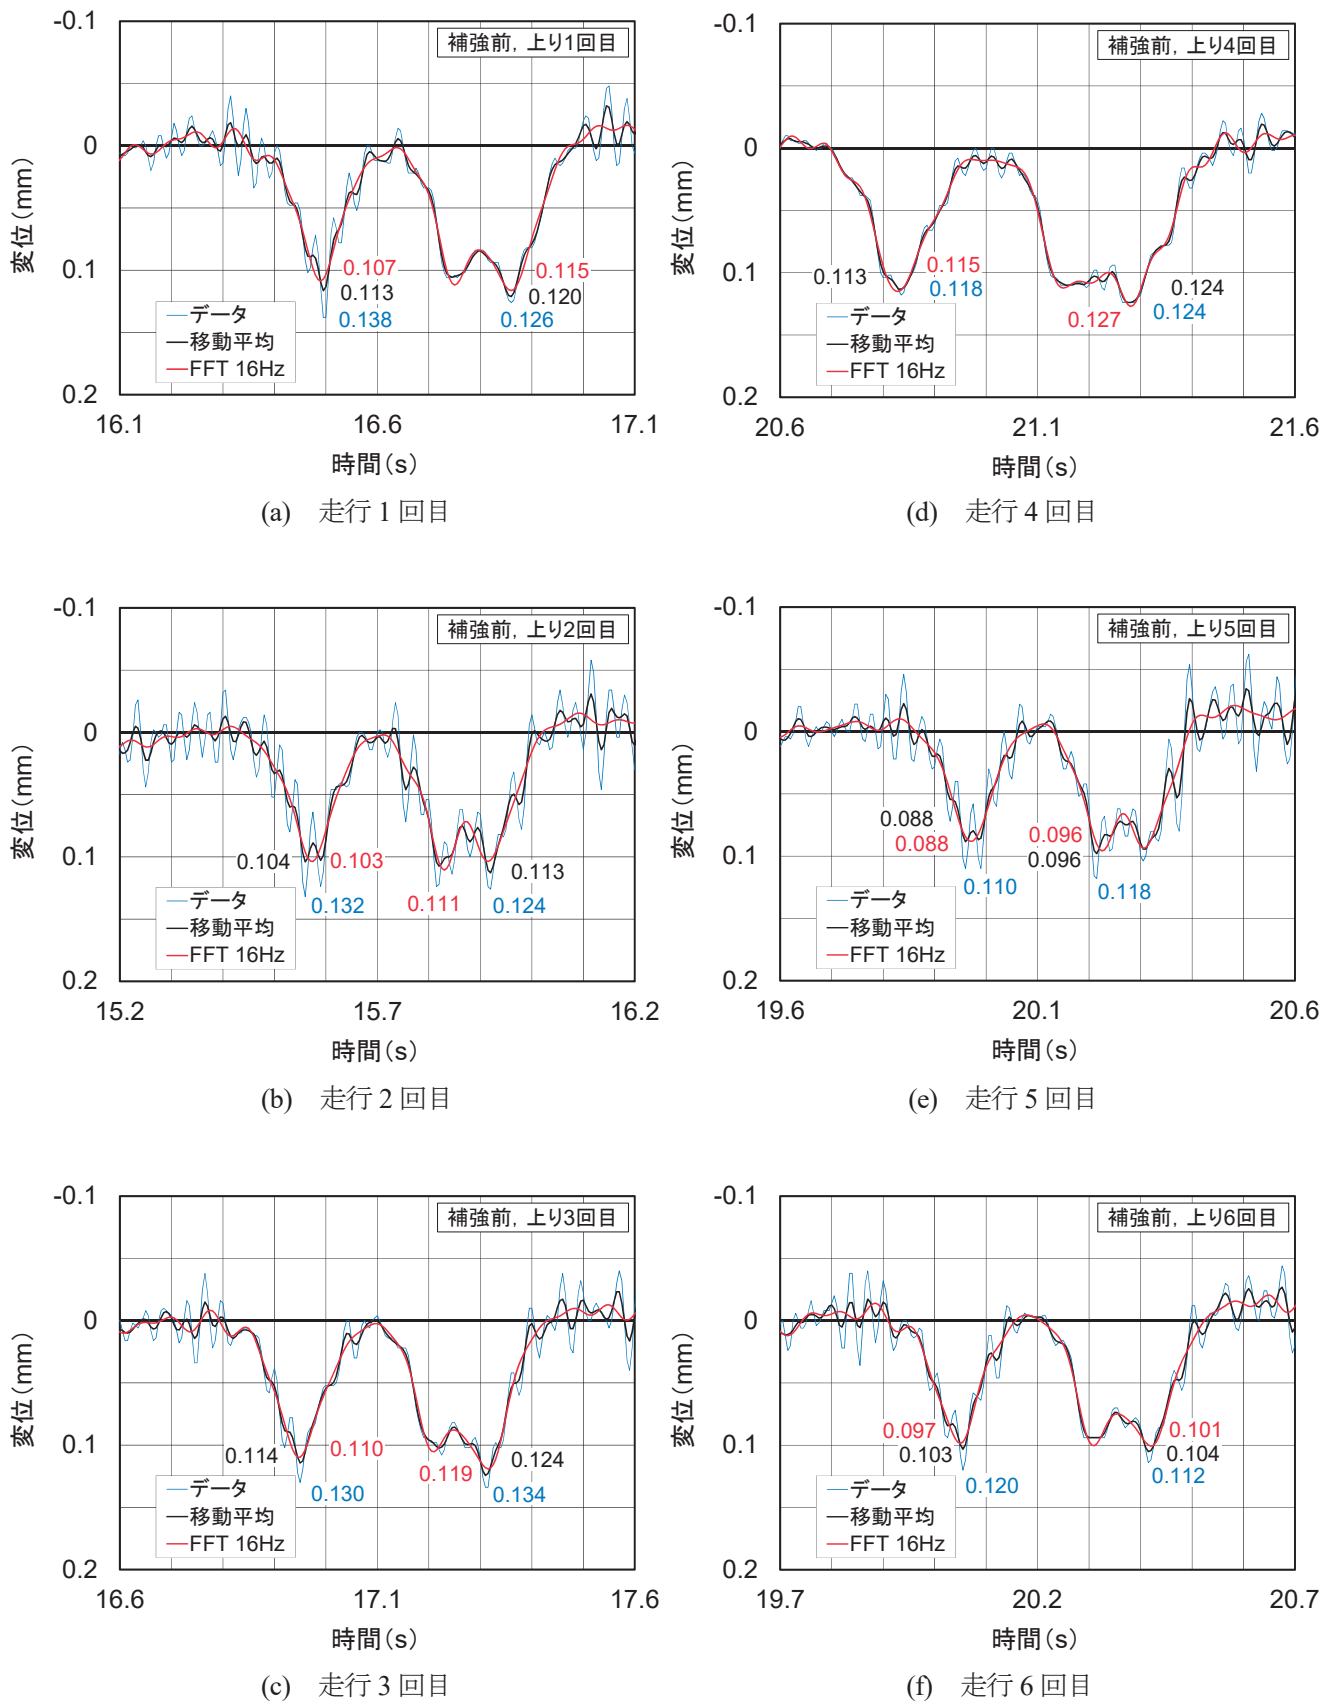 -0.1
0
0.1
0.2
変位(mm)
補強前, 上り1回目
0.107
0.113
0.138
0.115
0.120
0.126
データ
移動平均
FFT 16Hz
16.1 16.6 17.1
時間(s)
(a) 走行 1 回目
-0.1
0
0.1
0.2
変位(mm)
補強前, 上り4回目
0.113
0.115
0.118
0.127
0.124
0.124
データ
移動平均
FFT 16Hz
20.6 21.1 21.6
時間(s)
(d) 走行 4 回目
-0.1
0
0.1
0.2
変位(mm)
補強前, 上り2回目
0.104
0.103
0.132
0.111
0.113
0.124
データ
移動平均
FFT 16Hz
15.2 15.7 16.2
時間(s)
(b) 走行 2 回目
-0.1
0
0.1
0.2
変位(mm)
補強前, 上り5回目
0.088
0.088
0.110
0.096
0.096
0.118
データ
移動平均
FFT 16Hz
19.6 20.1 20.6
時間(s)
(e) 走行 5 回目
-0.1
0
0.1
0.2
変位(mm)
補強前, 上り3回目
0.114
0.110
0.130
0.119
0.124
0.134
データ
移動平均
FFT 16Hz
16.6 17.1 17.6
時間(s)
(c) 走行 3 回目
-0.1
0
0.1
0.2
変位(mm)
補強前, 上り6回目
0.097
0.103
0.120
0.101
0.104
0.112
データ
移動平均
FFT 16Hz
19.7 20.2 20.7
時間(s)
(f) 走行 6 回目